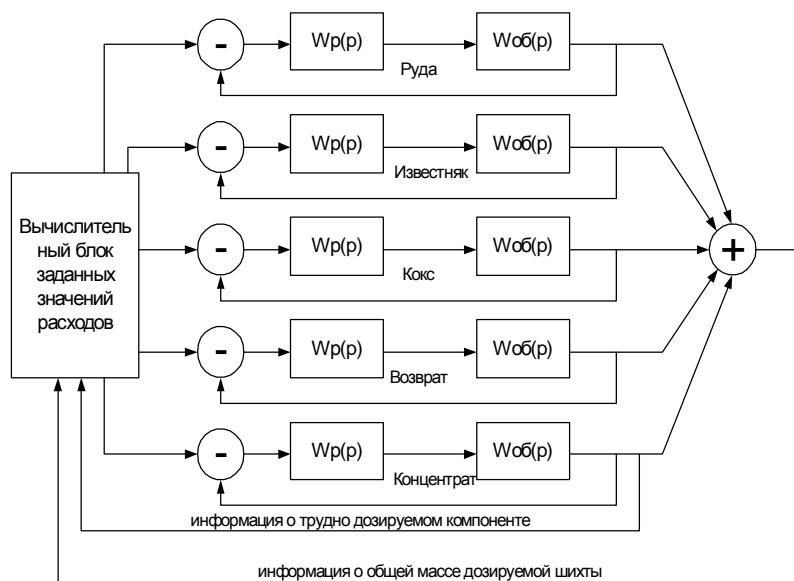 -
Wp(p)
Wоб(p)
Руда
-
Wp(p)
Wоб(p)
Известняк
Вычислитель
ный блок
заданных
значений
расходов
-
Wp(p)
Wоб(p)
Кокс
+
-
Wp(p)
Wоб(p)
Возврат
-
Wp(p)
Wоб(p)
Концентрат
информация о трудно дозируемом компоненте
информация о общей массе дозируемой шихты